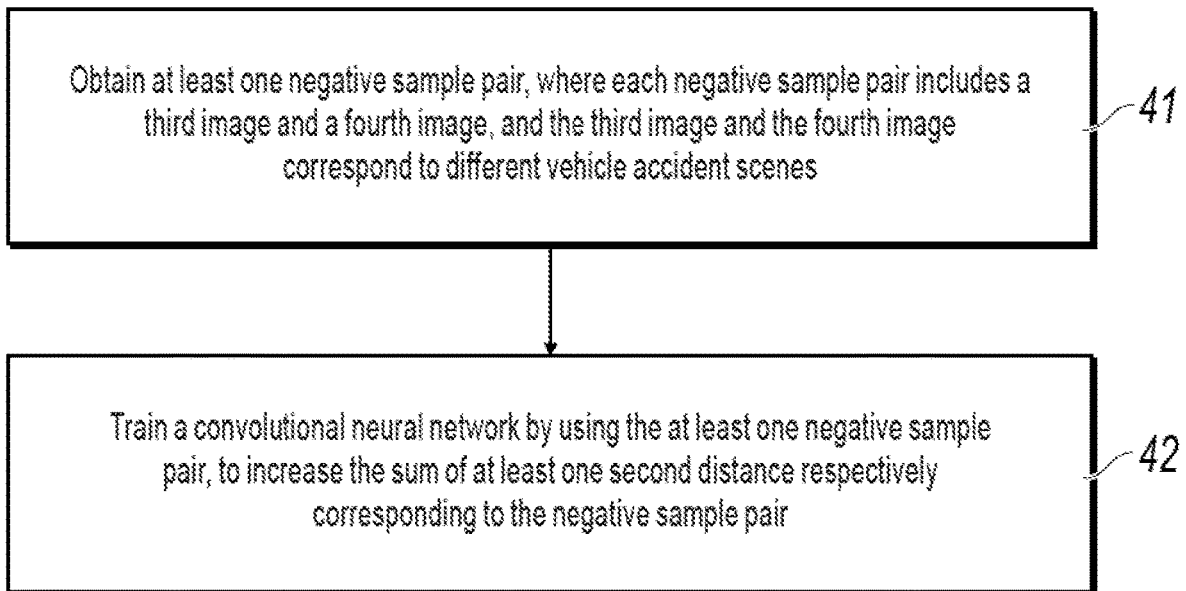 Obtain at least one negative sample pair, where each negative sample pair includes a
third image and a fourth image, and the third image and the fourth image
correspond to different vehicle accident scenes
41
Train a convolutional neural network by using the at least one negative sample
pair, to increase the sum of at least one second distance respectively
corresponding to the negative sample pair
42